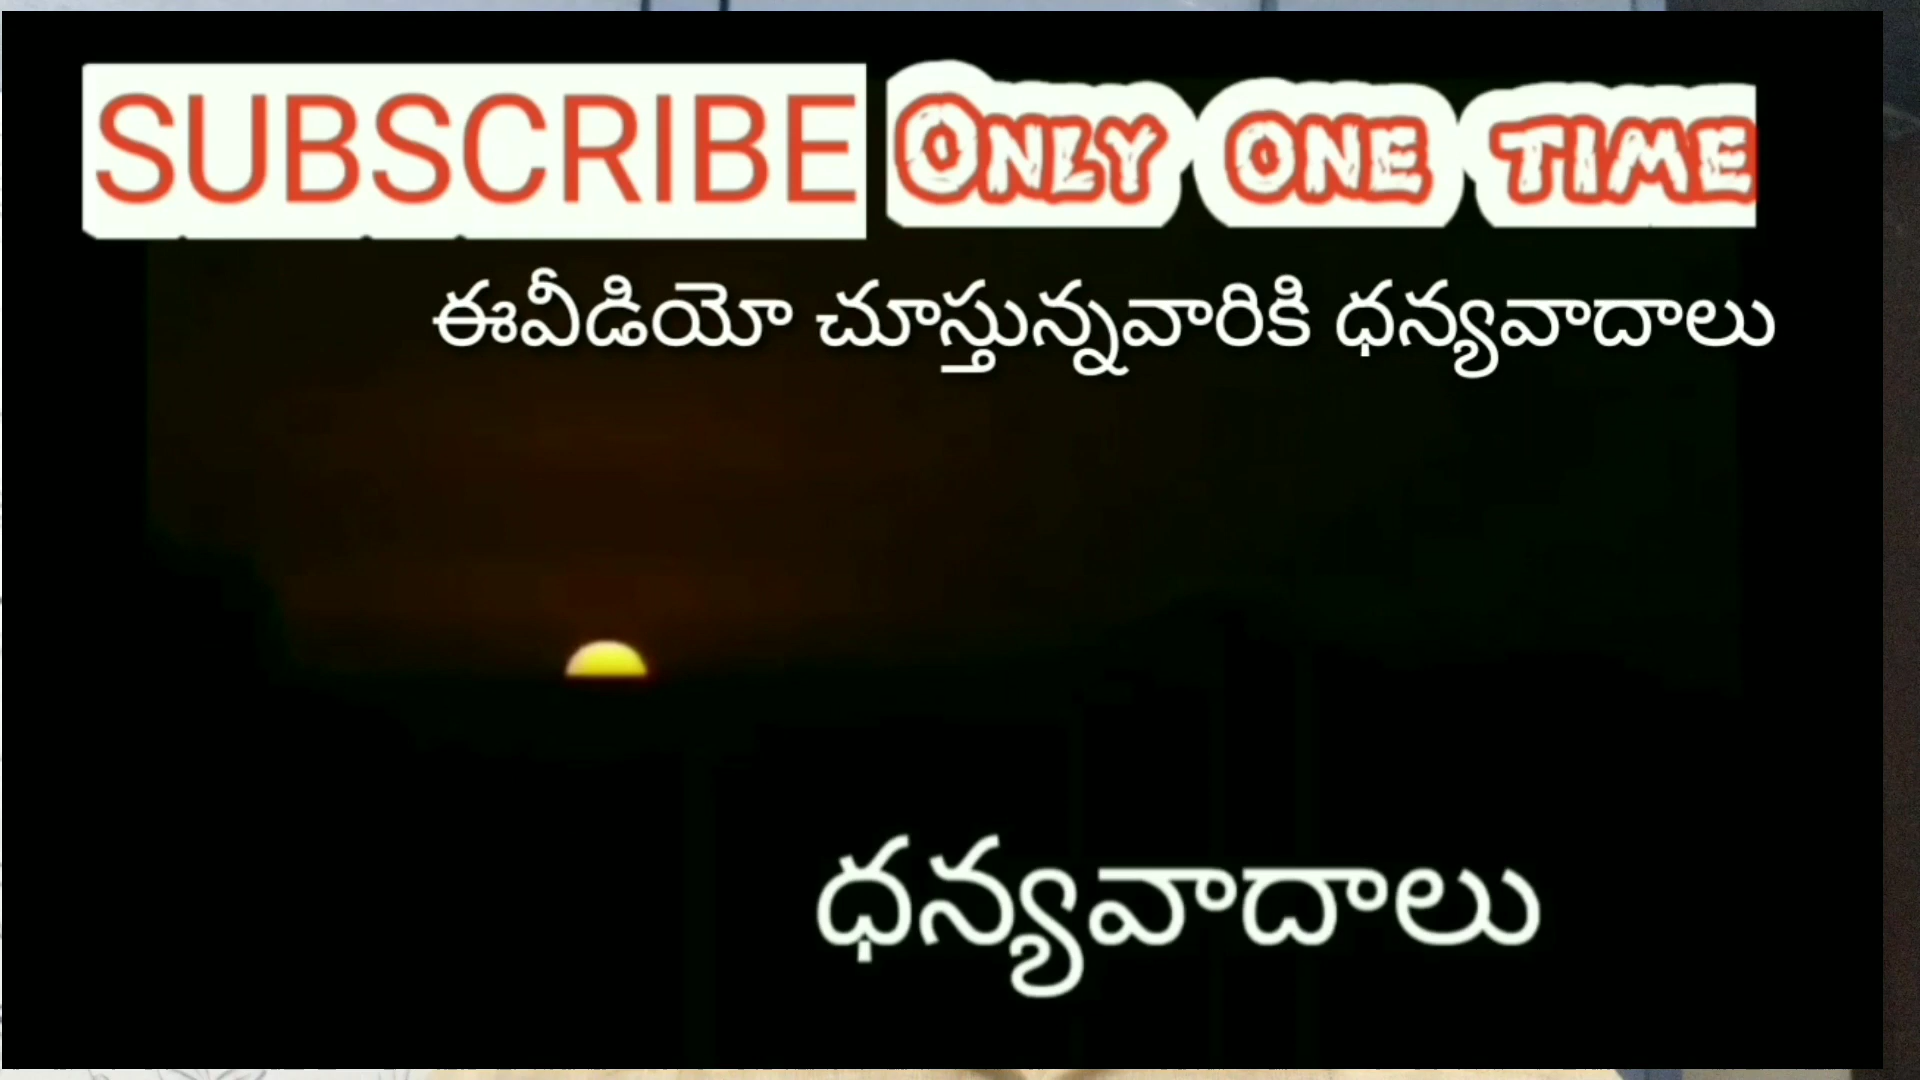 SUBSCRIBE Only one time
ఈవీడియో చూస్తున్నవారికి ధన్యవాదాలు
ధన్యవాదాలు